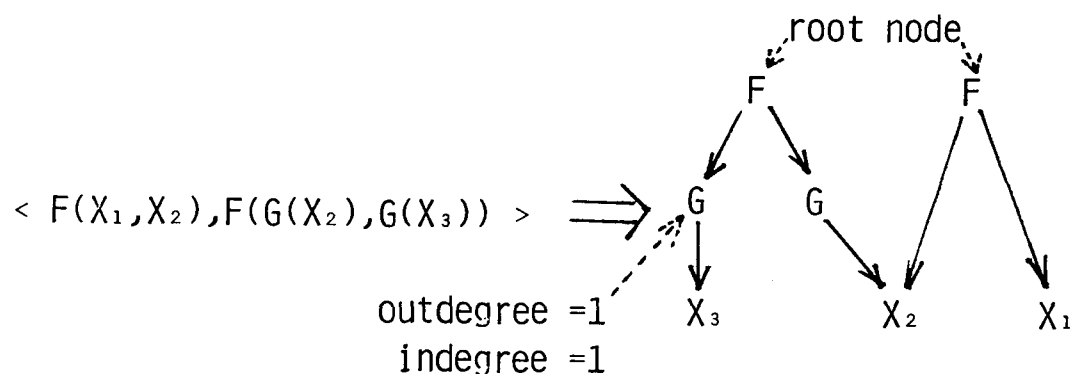 root node
F F
< F(X₁,X₂),F(G(X₂),G(X₃)) > G G
outdegree =1 X₃ X₂ X₁
indegree =1